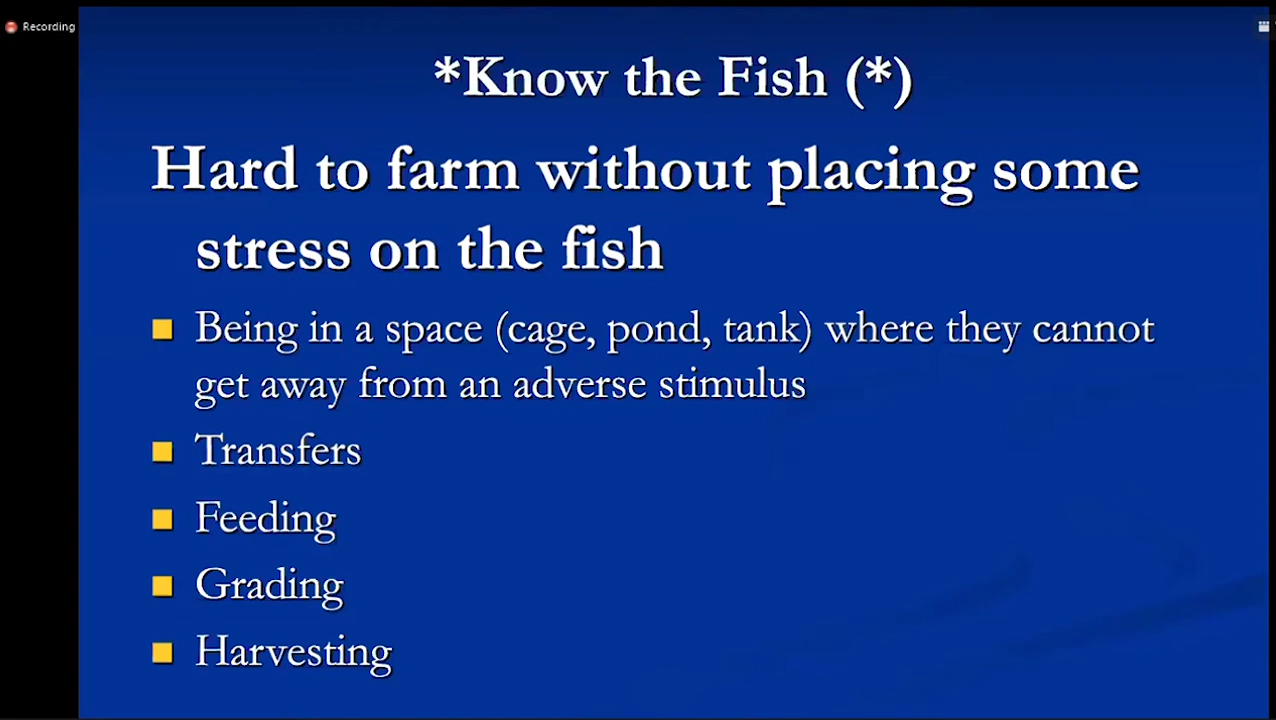 Recording
*Know the Fish (*)
Hard to farm without placing some
stress on the fish
Being in a space (cage, pond, tank) where they cannot
get away from an adverse stimulus
Transfers
Feeding
Grading
Harvesting